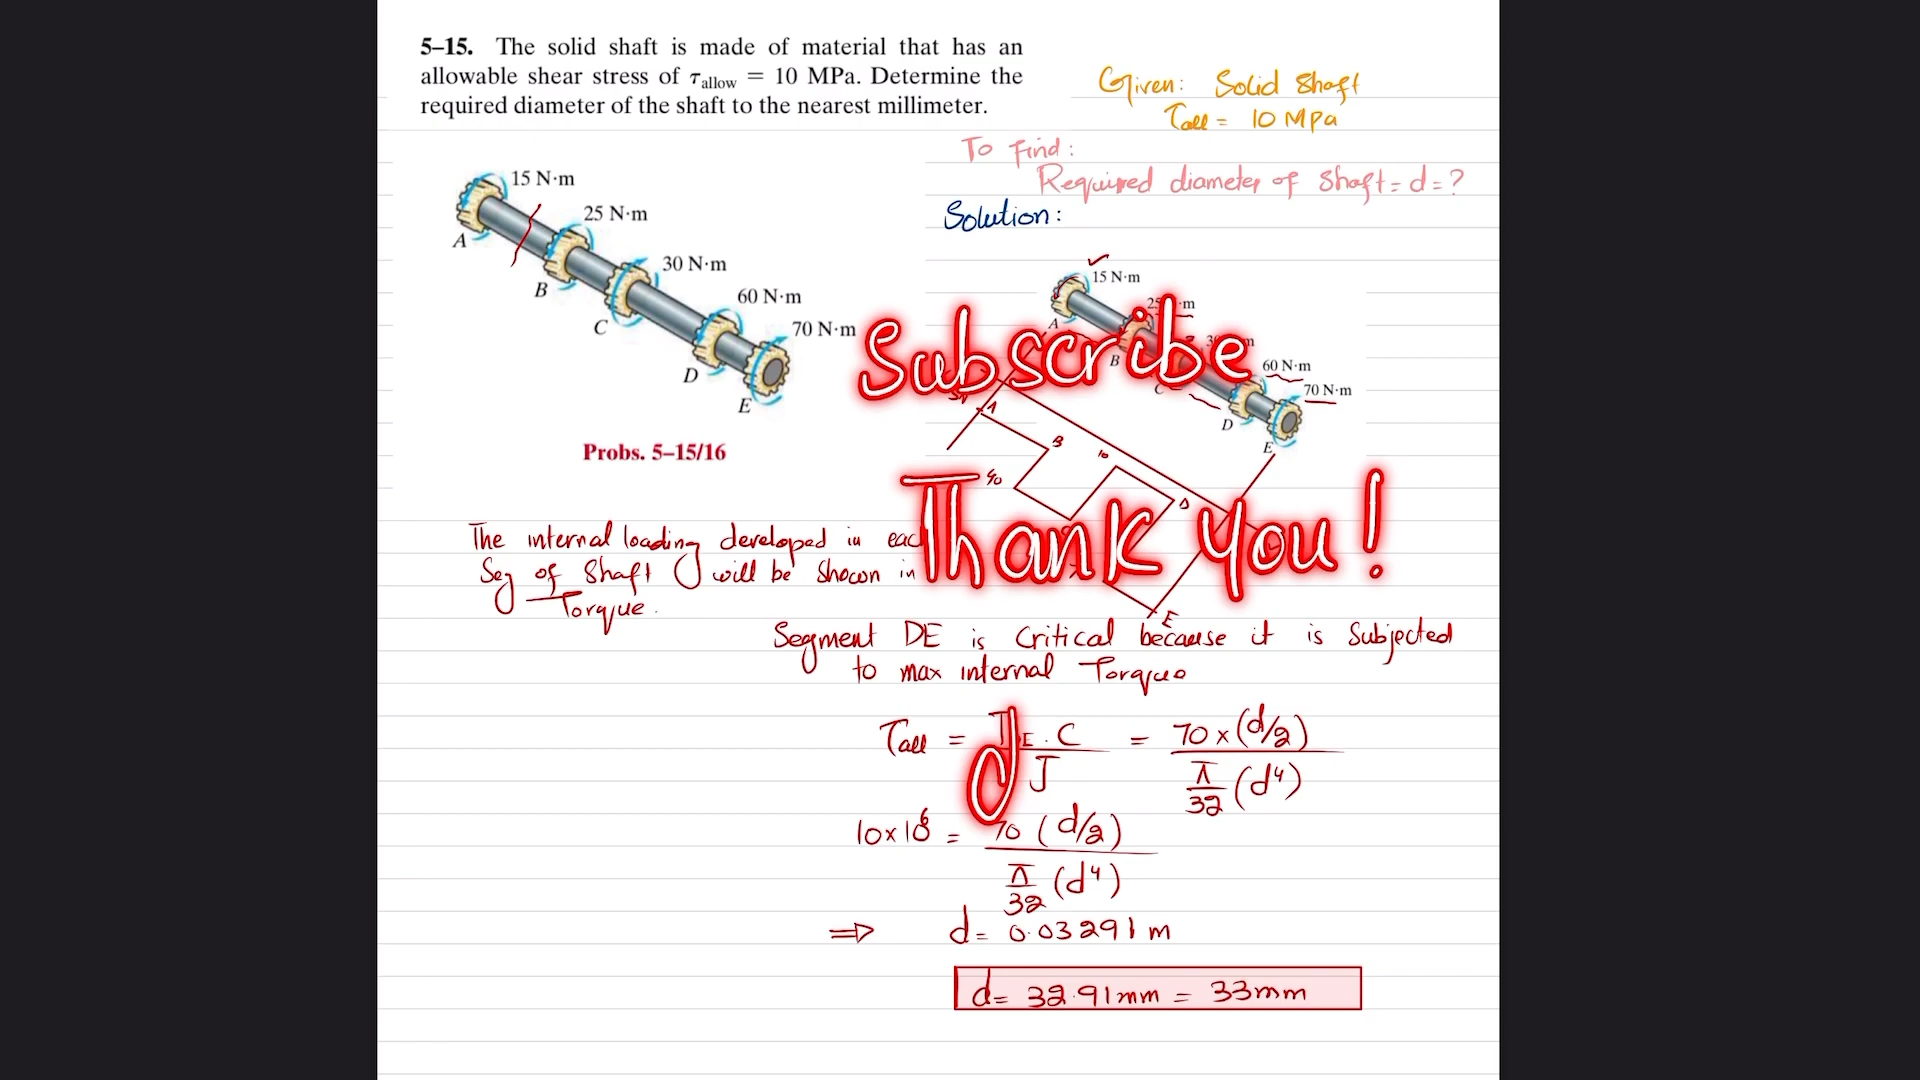 5–15. The solid shaft is made of material that has an
allowable shear stress of τallow = 10 MPa. Determine the
required diameter of the shaft to the nearest millimeter.
Given: Solid Shaft
τall = 10 MPa
To Find:
Required diameter of Shaft = d = ?
Solution:
15 N·m
25 N·m
30 N·m
60 N·m
70 N·m
A
B
C
D
E
Probs. 5–15/16
15 N·m
60 N·m
70 N·m
A
B
C
D
E
A
B
10
40
D
E
Subscribe
Thank you!
The internal loading developed in
Seg of Shaft will be Shown in
Torque.
Segment DE is Critical because it is Subjected
to max internal Torque
τall = . C / J = 70 × (d/2) / π/32 (d⁴)
10×10⁶ = 70 (d/2) / π/32 (d⁴)
⇒ d = 0.03291 m
d = 32.91mm = 33mm